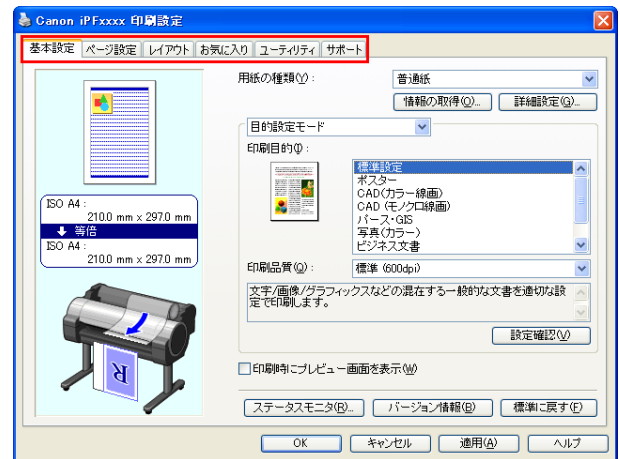 Canon iPFxxxx 印刷設定
基本設定 ページ設定 レイアウト お気に入り ユーティリティ サポート
用紙の種類(Y): 普通紙
情報の取得(Q)... 詳細設定(G)...
目的設定モード
印刷目的(I):
標準設定
ポスター
CAD(カラー線画)
CAD (モノクロ線画)
パース・GIS
写真(カラー)
ビジネス文書
ISO A4 :
210.0 mm x 297.0 mm
等倍
ISO A4 :
210.0 mm x 297.0 mm
印刷品質(Q): 標準 (600dpi)
文字/画像/グラフィックスなどの混在する一般的な文書を適切な設
定で印刷します。
設定確認(V)
R
印刷時にプレビュー画面を表示(W)
ステータスモニタ(R)... バージョン情報(B) 標準に戻す(F)
OK キャンセル 適用(A) ヘルプ